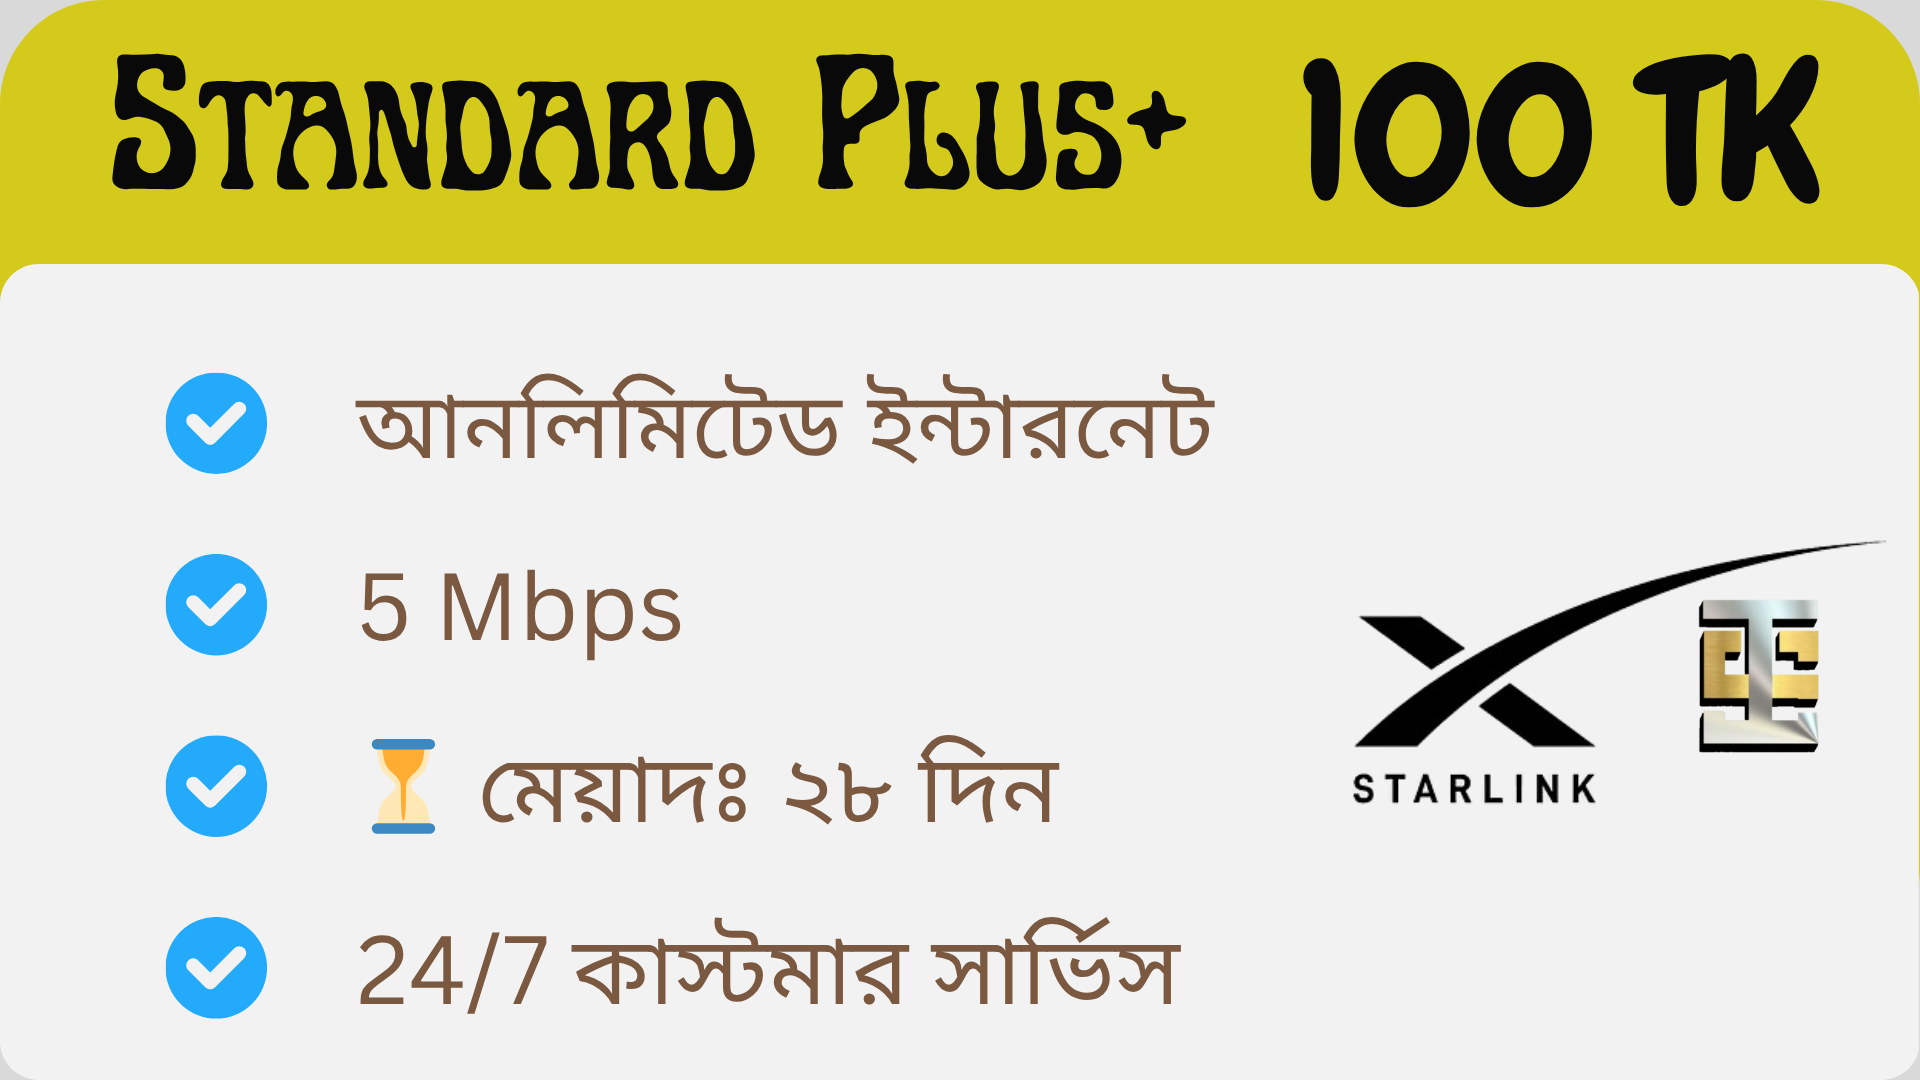 Standard Plus+ 100 TK
আনলিমিটেড ইন্টারনেট
5 Mbps
⏳ মেয়াদঃ ২৮ দিন
24/7 কাস্টমার সার্ভিস
STARLINK